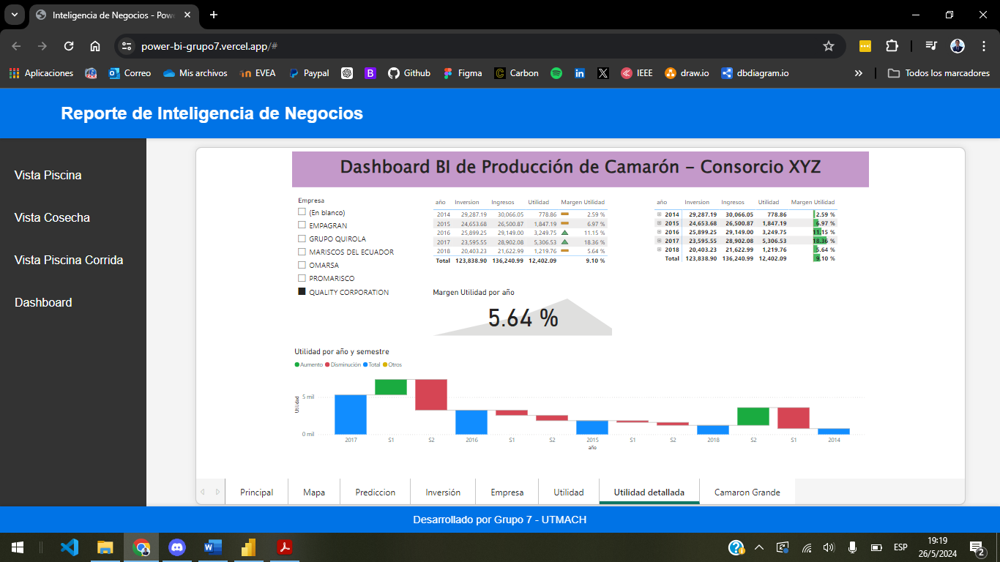 Inteligencia de Negocios - Pow
power-bi-grupo7.vercel.app/#
Aplicaciones Correo Mis archivos EVEA Paypal Github Figma Carbon IEEE draw.io dbdiagram.io » Todos los marcadores
Reporte de Inteligencia de Negocios
Vista Piscina
Vista Cosecha
Vista Piscina Corrida
Dashboard
Dashboard BI de Producción de Camarón – Consorcio XYZ
Empresa
(En blanco)
EMPAGRAN
GRUPO QUIROLA
MARISCOS DEL ECUADOR
OMARSA
PROMARISCO
QUALITY CORPORATION
año Inversion Ingresos Utilidad Margen Utilidad
2014 29,287.19 30,066.05 778.86 2.59 %
2015 24,653.68 26,500.87 1,847.19 6.97 %
2016 25,899.25 29,149.00 3,249.75 11.15 %
2017 23,595.55 28,902.08 5,306.53 18.36 %
2018 20,403.23 21,622.99 1,219.76 5.64 %
Total 123,838.90 136,240.99 12,402.09 9.10 %
año Inversion Ingresos Utilidad Margen Utilidad
2014 29,287.19 30,066.05 778.86 2.59 %
2015 24,653.68 26,500.87 1,847.19 6.97 %
2016 25,899.25 29,149.00 3,249.75 11.15 %
2017 23,595.55 28,902.08 5,306.53 18.36 %
2018 20,403.23 21,622.99 1,219.76 5.64 %
Total 123,838.90 136,240.99 12,402.09 9.10 %
Margen Utilidad por año
5.64 %
Utilidad por año y semestre
Aumento Disminución Total Otros
Utilidad
5 mil
0 mil
2017 S1 S2 2016 S1 S2 2015 S1 S2 2018 S2 S1 2014
año
Principal Mapa Prediccion Inversión Empresa Utilidad Utilidad detallada Camaron Grande
Desarrollado por Grupo 7 - UTMACH
ESP
19:19
26/5/2024
2